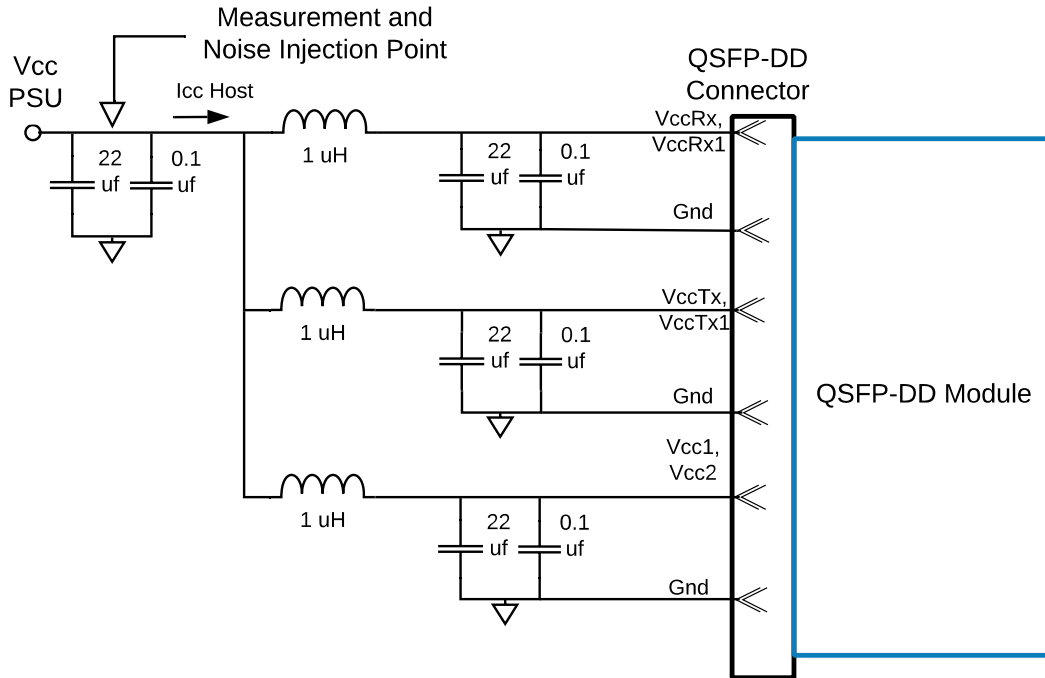 Measurement and
Noise Injection Point
Vcc
PSU
Icc Host
QSFP-DD
Connector
22
uf
0.1
uf
1 uH
22
uf
0.1
uf
VccRx,
VccRx1
Gnd
1 uH
22
uf
0.1
uf
VccTx,
VccTx1
Gnd
QSFP-DD Module
1 uH
22
uf
0.1
uf
Vcc1,
Vcc2
Gnd